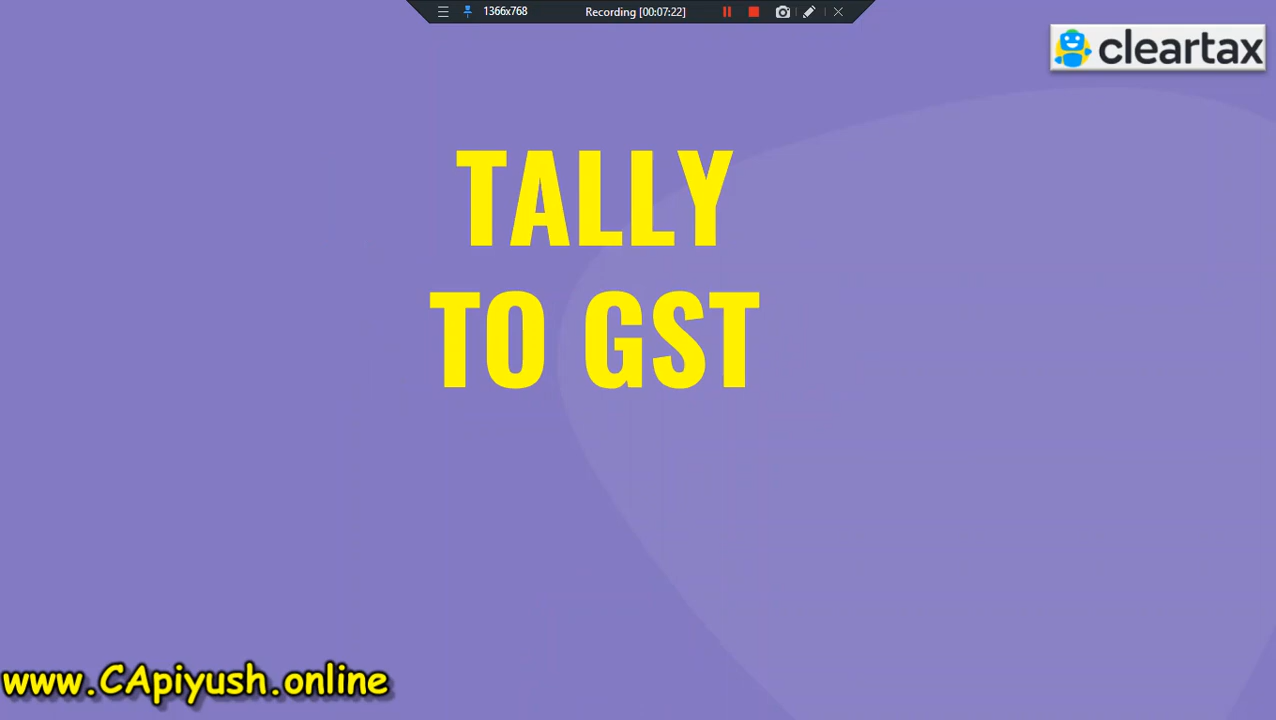 1366x768 Recording [00:07:22]
cleartax
TALLY
TO GST
www.CApiyush.online